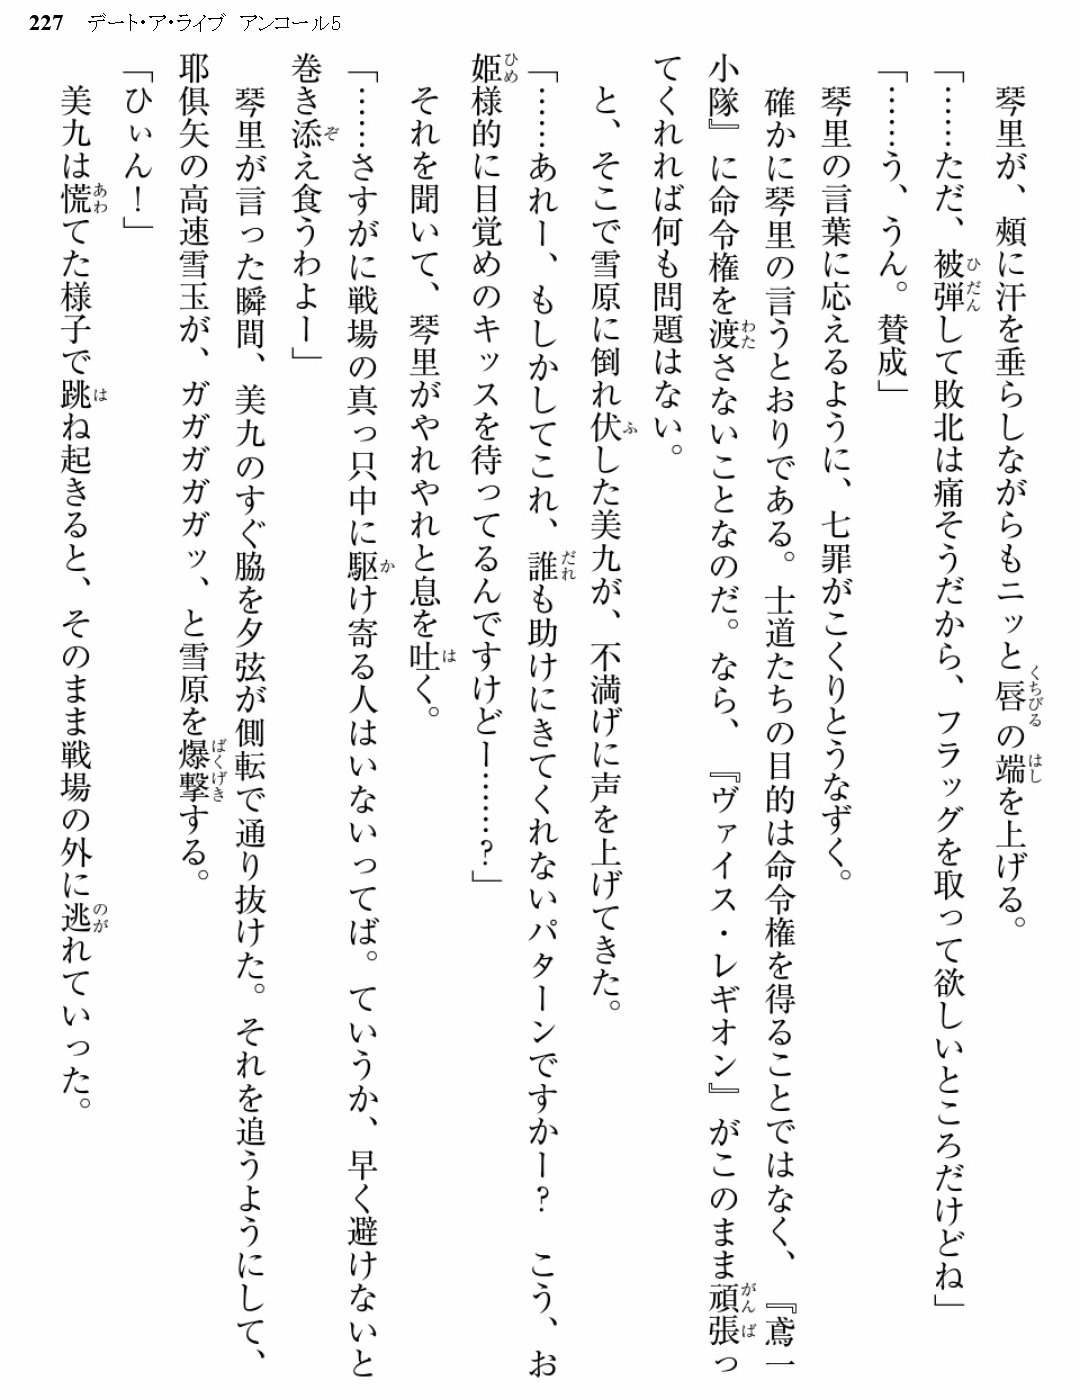 227 デート・ア・ライブ アンコール5
琴里が、頬に汗を垂らしながらもニッと唇の端を上げる。
「……ただ、被弾して敗北は痛そうだから、フラッグを取って欲しいところだけどね」
「……う、うん。賛成」
琴里の言葉に応えるように、七罪がこくりとうなずく。
確かに琴里の言うとおりである。士道たちの目的は命令権を得ることではなく、『鳶一
小隊』に命令権を渡さないことなのだ。なら、『ヴァイス・レギオン』がこのまま頑張っ
てくれれば何も問題はない。
と、そこで雪原に倒れ伏した美九が、不満げに声を上げてきた。
「……あれー、もしかしてこれ、誰も助けにきてくれないパターンですかー? こう、お
姫様的に目覚めのキッスを待ってるんですけどー……?」
それを聞いて、琴里がやれやれと息を吐く。
「……さすがに戦場の真っ只中に駆け寄る人はいないってば。ていうか、早く避けないと
巻き添え食うわよー」
琴里が言った瞬間、美九のすぐ脇を夕弦が側転で通り抜けた。それを追うようにして、
耶倶矢の高速雪玉が、ガガガガガッ、と雪原を爆撃する。
「ひぃん!」
美九は慌てた様子で跳ね起きると、そのまま戦場の外に逃れていった。